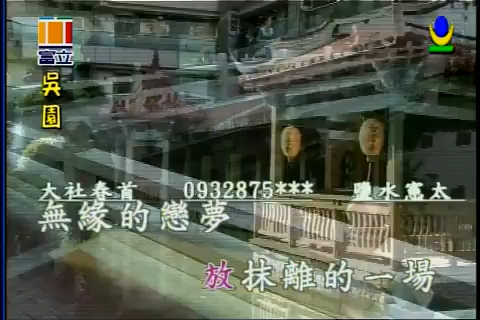 富立
吳園
大社春首 0932875*** 鹽水憲太
無緣的戀夢
放抹離的一場